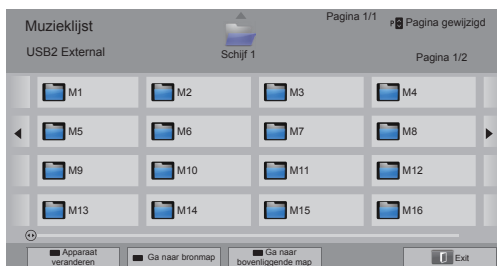 Muzieklijst
Pagina 1/1
P Pagina gewijzigd
USB2 External
Schijf 1
Pagina 1/2
M1 M2 M3 M4
M5 M6 M7 M8
M9 M10 M11 M12
M13 M14 M15 M16
Apparaat
veranderen
Ga naar bronmap
Ga naar
bovenliggende map
Exit